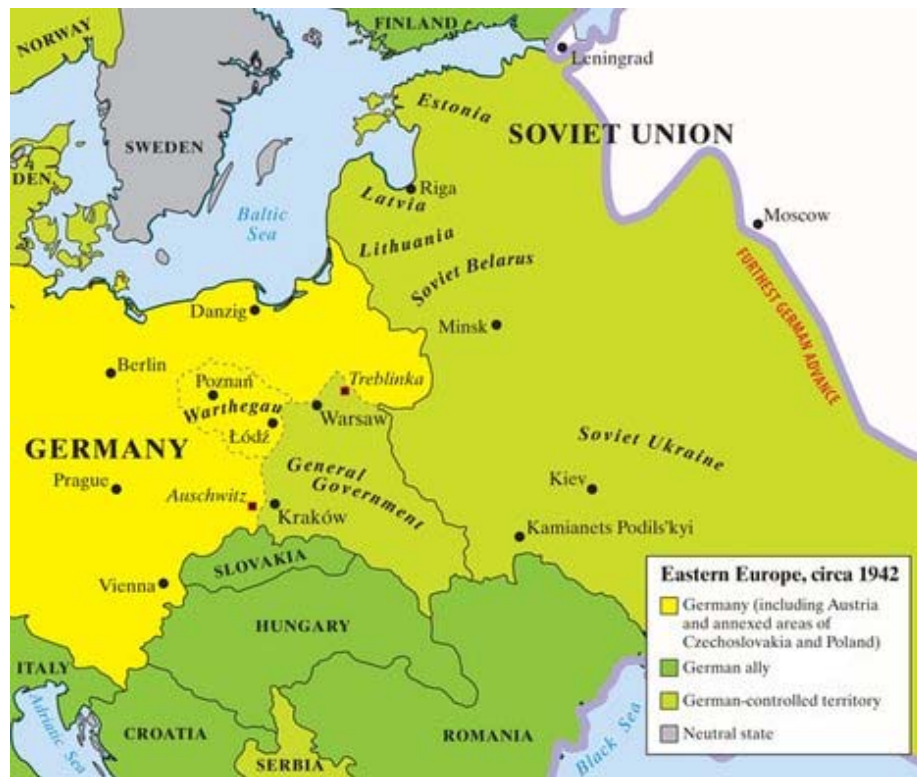 FINLAND
NORWAY
Leningrad
Estonia
SOVIET UNION
SWEDEN
DEN.
Riga
Latvia
Moscow
Baltic
Sea
Lithuania
Soviet Belarus
FURTHEST GERMAN ADVANCE
Danzig
Minsk
Berlin
Poznań
Treblinka
Warthegau
Warsaw
Łódź
GERMANY
Soviet Ukraine
General
Government
Prague
Kiev
Auschwitz
Kraków
Kamianets Podils'kyi
SLOVAKIA
Vienna
HUNGARY
ITALY
Adriatic Sea
CROATIA
ROMANIA
SERBIA
Black Sea
Eastern Europe, circa 1942
Germany (including Austria
and annexed areas of
Czechoslovakia and Poland)
German ally
German-controlled territory
Neutral state